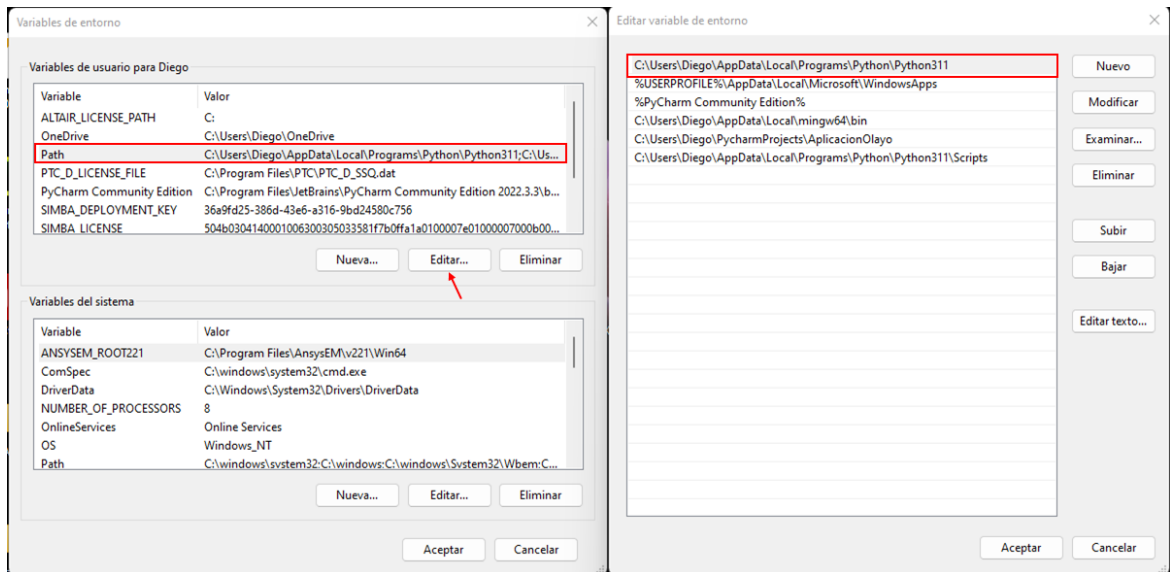 Variables de entorno
Variables de usuario para Diego
Variable Valor
ALTAIR_LICENSE_PATH C:
OneDrive C:\Users\Diego\OneDrive
Path C:\Users\Diego\AppData\Local\Programs\Python\Python311;C:\Us...
PTC_D_LICENSE_FILE C:\Program Files\PTC\PTC_D_SSQ.dat
PyCharm Community Edition C:\Program Files\JetBrains\PyCharm Community Edition 2022.3.3\b...
SIMBA_DEPLOYMENT_KEY 36a9fd25-386d-43e6-a316-9bd24580c756
SIMBA LICENSE 504b0304140001006300305033581f7b0ffa1a0100007e01000007000b00...
Nueva... Editar... Eliminar
Variables del sistema
Variable Valor
ANSYSEM_ROOT221 C:\Program Files\AnsysEM\v221\Win64
ComSpec C:\windows\system32\cmd.exe
DriverData C:\Windows\System32\Drivers\DriverData
NUMBER_OF_PROCESSORS 8
OnlineServices Online Services
OS Windows_NT
Path C:\windows\system32;C:\windows;C:\windows\System32\Wbem;C...
Nueva... Editar... Eliminar
Aceptar Cancelar
Editar variable de entorno
C:\Users\Diego\AppData\Local\Programs\Python\Python311
%USERPROFILE%\AppData\Local\Microsoft\WindowsApps
%PyCharm Community Edition%
C:\Users\Diego\AppData\Local\mingw64\bin
C:\Users\Diego\PycharmProjects\AplicacionOlayo
C:\Users\Diego\AppData\Local\Programs\Python\Python311\Scripts
Nuevo
Modificar
Examinar...
Eliminar
Subir
Bajar
Editar texto...
Aceptar Cancelar